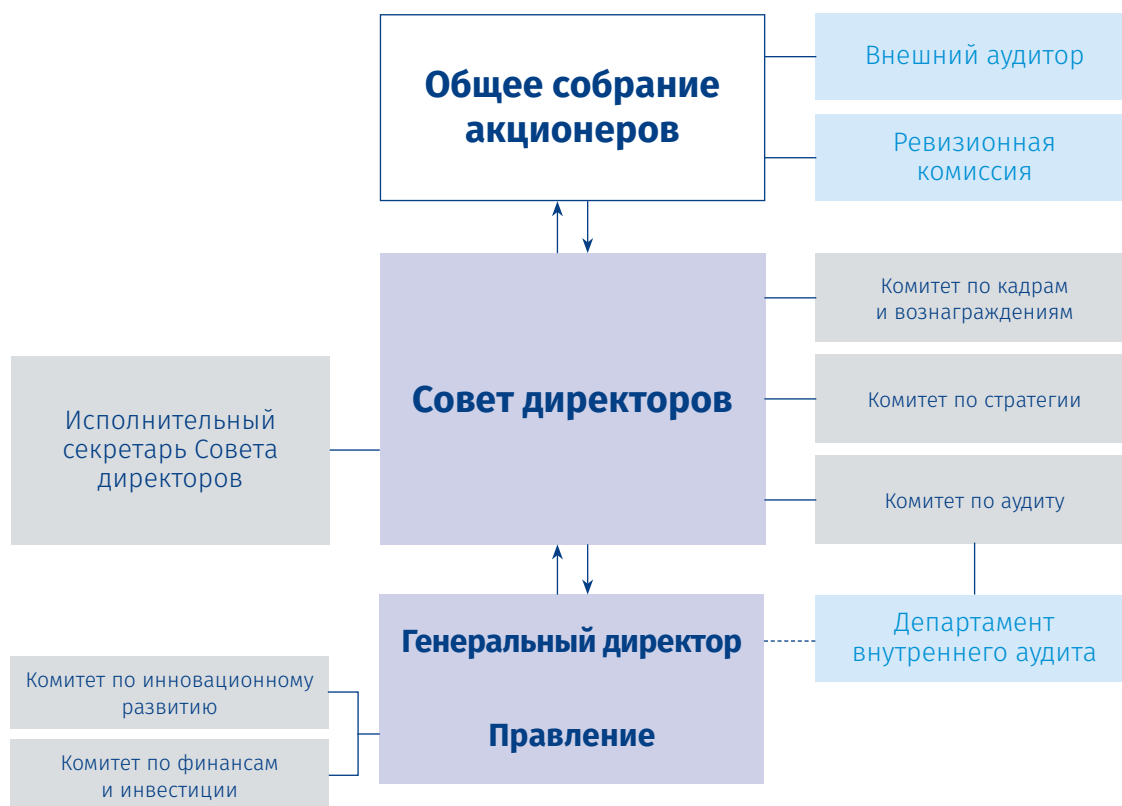 Общее собрание
акционеров
Внешний аудитор
Ревизионная
комиссия
Совет директоров
Комитет по кадрам
и вознаграждениям
Комитет по стратегии
Комитет по аудиту
Исполнительный
секретарь Совета
директоров
Генеральный директор
Правление
Департамент
внутреннего аудита
Комитет по инновационному
развитию
Комитет по финансам
и инвестиции